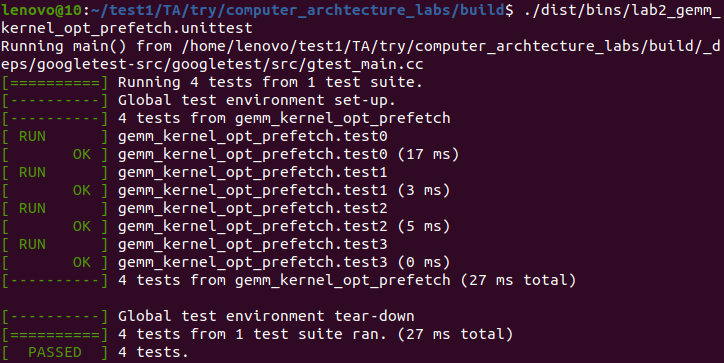 lenovo@10:~/test1/TA/try/computer_archtecture_labs/build$ ./dist/bins/lab2_gemm_
kernel_opt_prefetch.unittest
Running main() from /home/lenovo/test1/TA/try/computer_archtecture_labs/build/_d
eps/googletest-src/googletest/src/gtest_main.cc
[==========] Running 4 tests from 1 test suite.
[----------] Global test environment set-up.
[----------] 4 tests from gemm_kernel_opt_prefetch
[ RUN      ] gemm_kernel_opt_prefetch.test0
[       OK ] gemm_kernel_opt_prefetch.test0 (17 ms)
[ RUN      ] gemm_kernel_opt_prefetch.test1
[       OK ] gemm_kernel_opt_prefetch.test1 (3 ms)
[ RUN      ] gemm_kernel_opt_prefetch.test2
[       OK ] gemm_kernel_opt_prefetch.test2 (5 ms)
[ RUN      ] gemm_kernel_opt_prefetch.test3
[       OK ] gemm_kernel_opt_prefetch.test3 (0 ms)
[----------] 4 tests from gemm_kernel_opt_prefetch (27 ms total)
[----------] Global test environment tear-down
[==========] 4 tests from 1 test suite ran. (27 ms total)
[  PASSED  ] 4 tests.